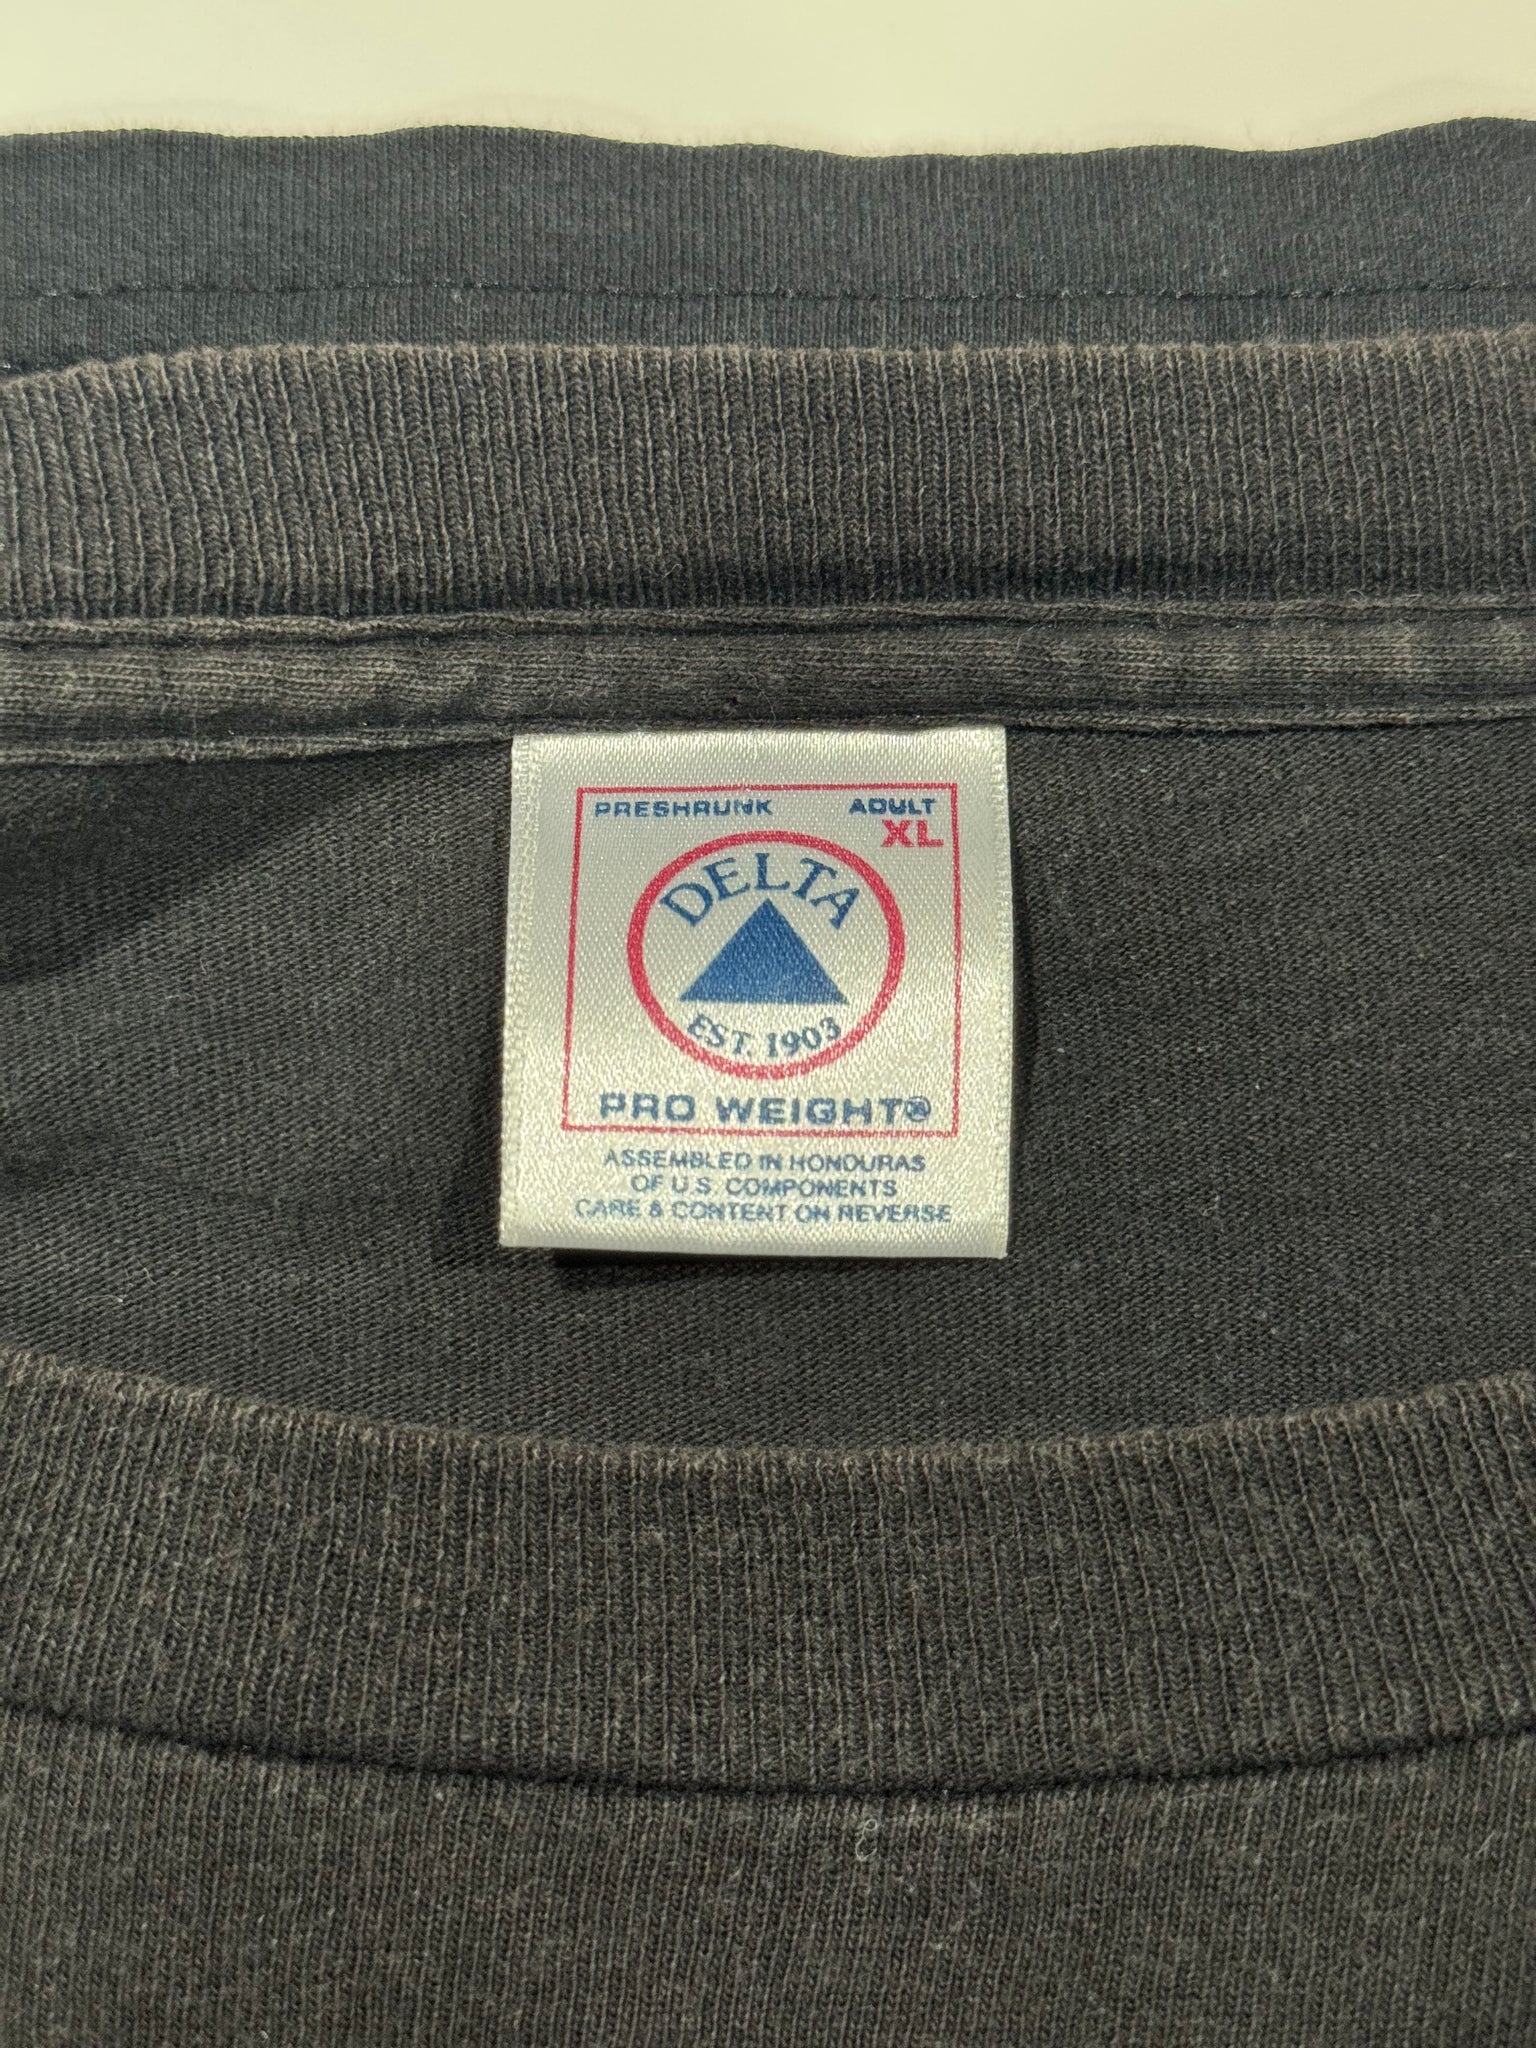 PRESHRUNK ADULT
XL
DELTA
EST. 1903
PRO WEIGHT®
ASSEMBLED IN HONDURAS
OF U.S. COMPONENTS
CARE & CONTENT ON REVERSE